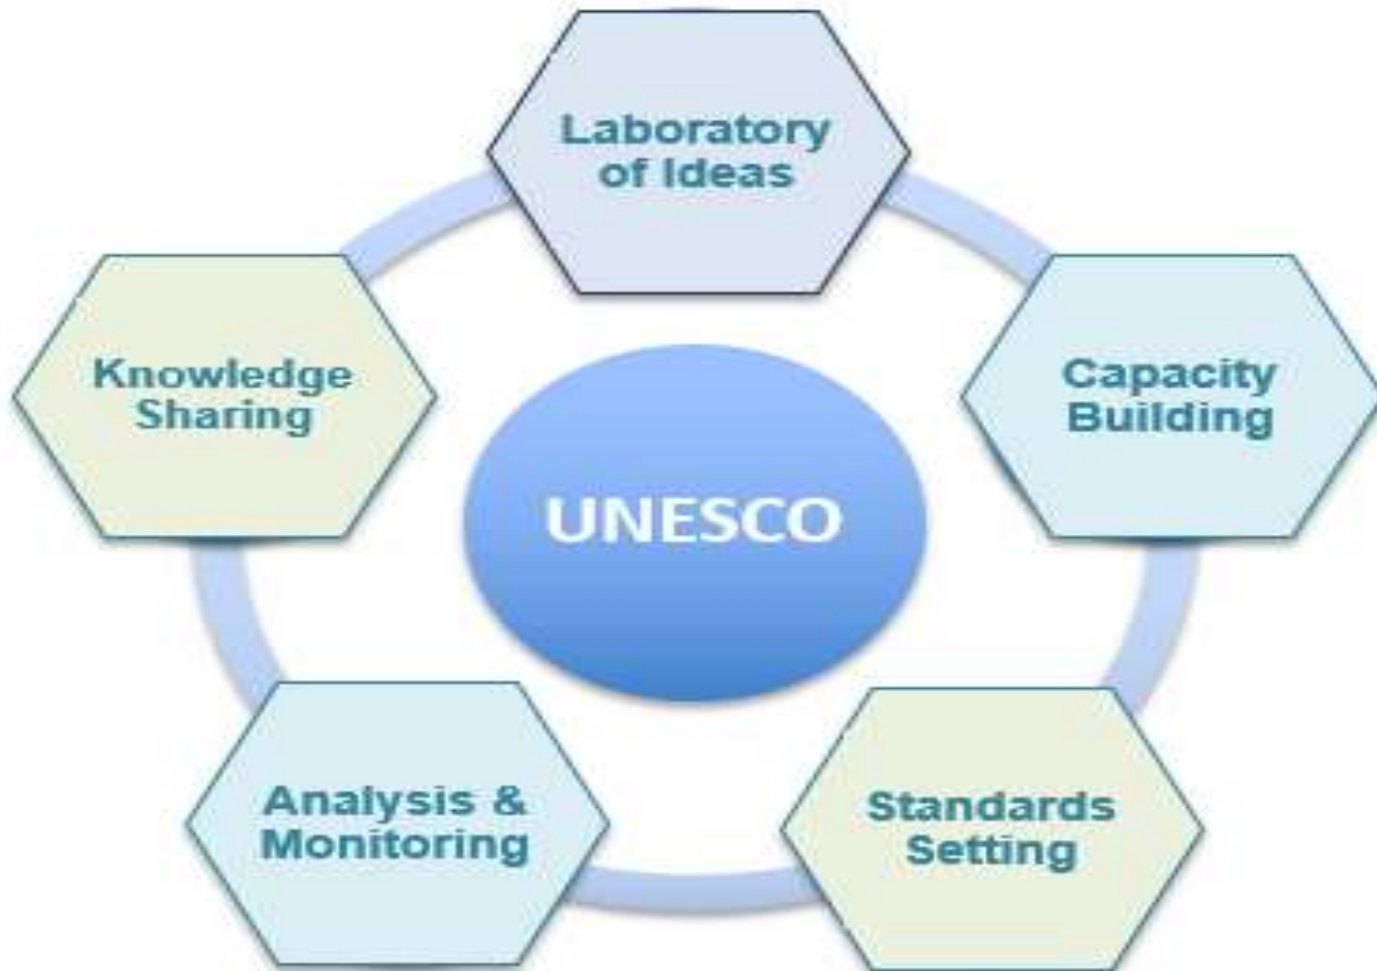 Laboratory
of Ideas
Knowledge
Sharing
Capacity
Building
UNESCO
Analysis &
Monitoring
Standards
Setting